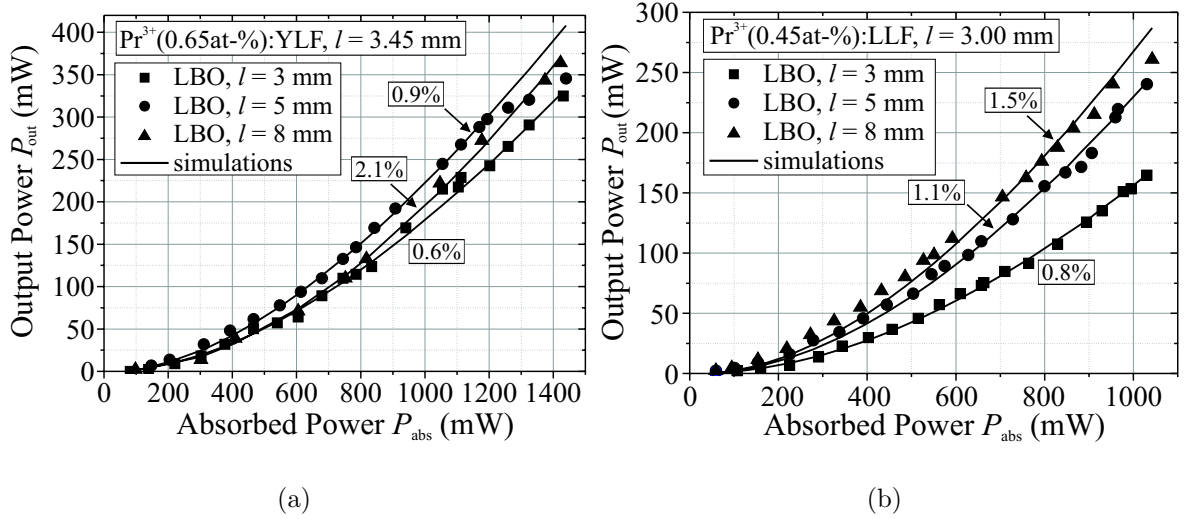 Pr³⁺(0.65at-%):YLF, l = 3.45 mm
LBO, l = 3 mm
LBO, l = 5 mm
LBO, l = 8 mm
simulations
0.9%
2.1%
0.6%
Output Power P_out (mW)
400
350
300
250
200
150
100
50
0
0 200 400 600 800 1000 1200 1400
Absorbed Power P_abs (mW)
(a)
Pr³⁺(0.45at-%):LLF, l = 3.00 mm
LBO, l = 3 mm
LBO, l = 5 mm
LBO, l = 8 mm
simulations
1.5%
1.1%
0.8%
Output Power P_out (mW)
300
250
200
150
100
50
0
0 200 400 600 800 1000
Absorbed Power P_abs (mW)
(b)